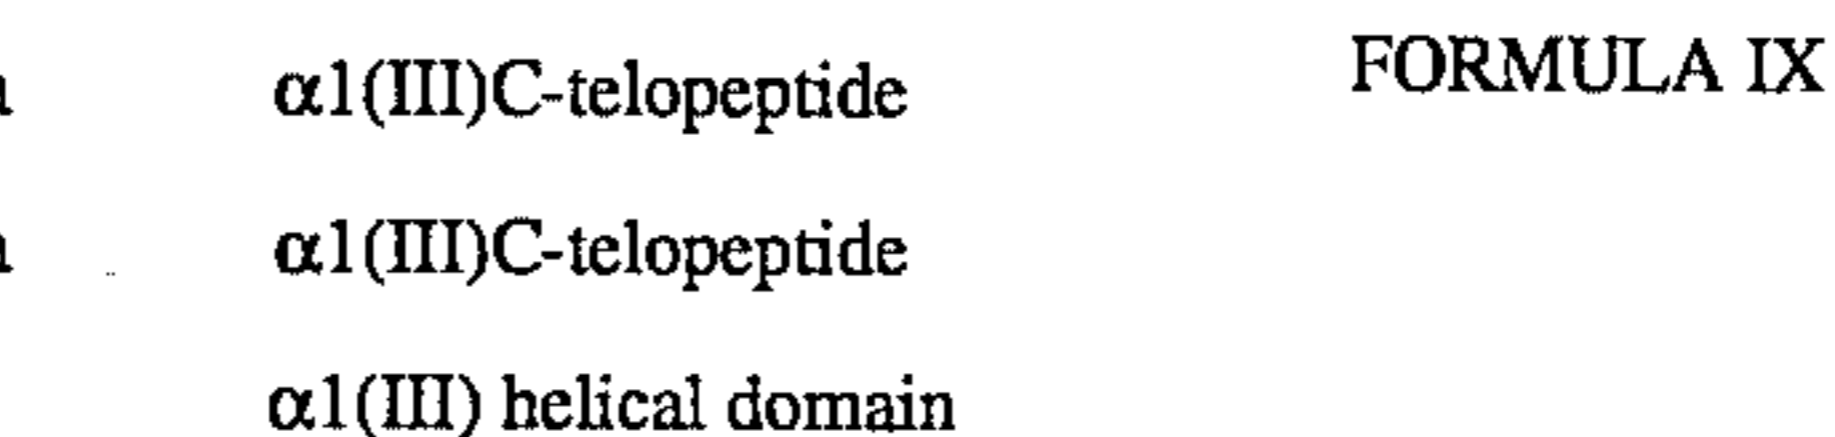 α1(III)C-telopeptide FORMULA IX
α1(III)C-telopeptide
α1(III) helical domain